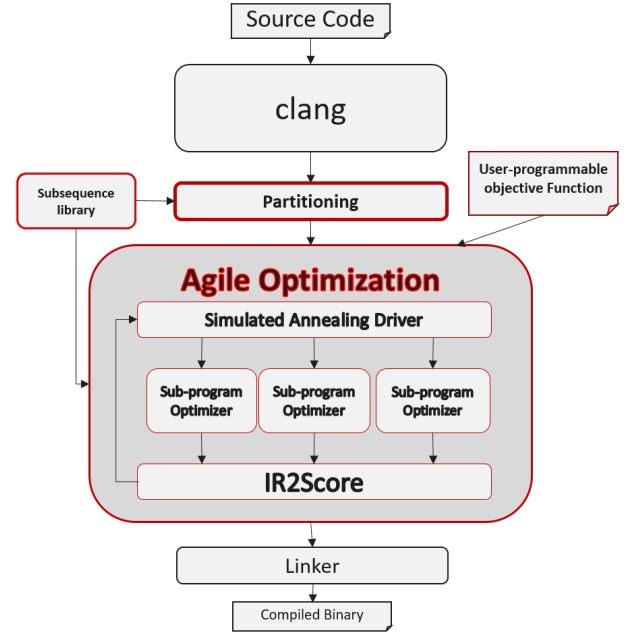 Source Code
clang
User-programmable
objective Function
Subsequence
library
Partitioning
Agile Optimization
Simulated Annealing Driver
Sub-program
Optimizer
Sub-program
Optimizer
Sub-program
Optimizer
IR2Score
Linker
Compiled Binary